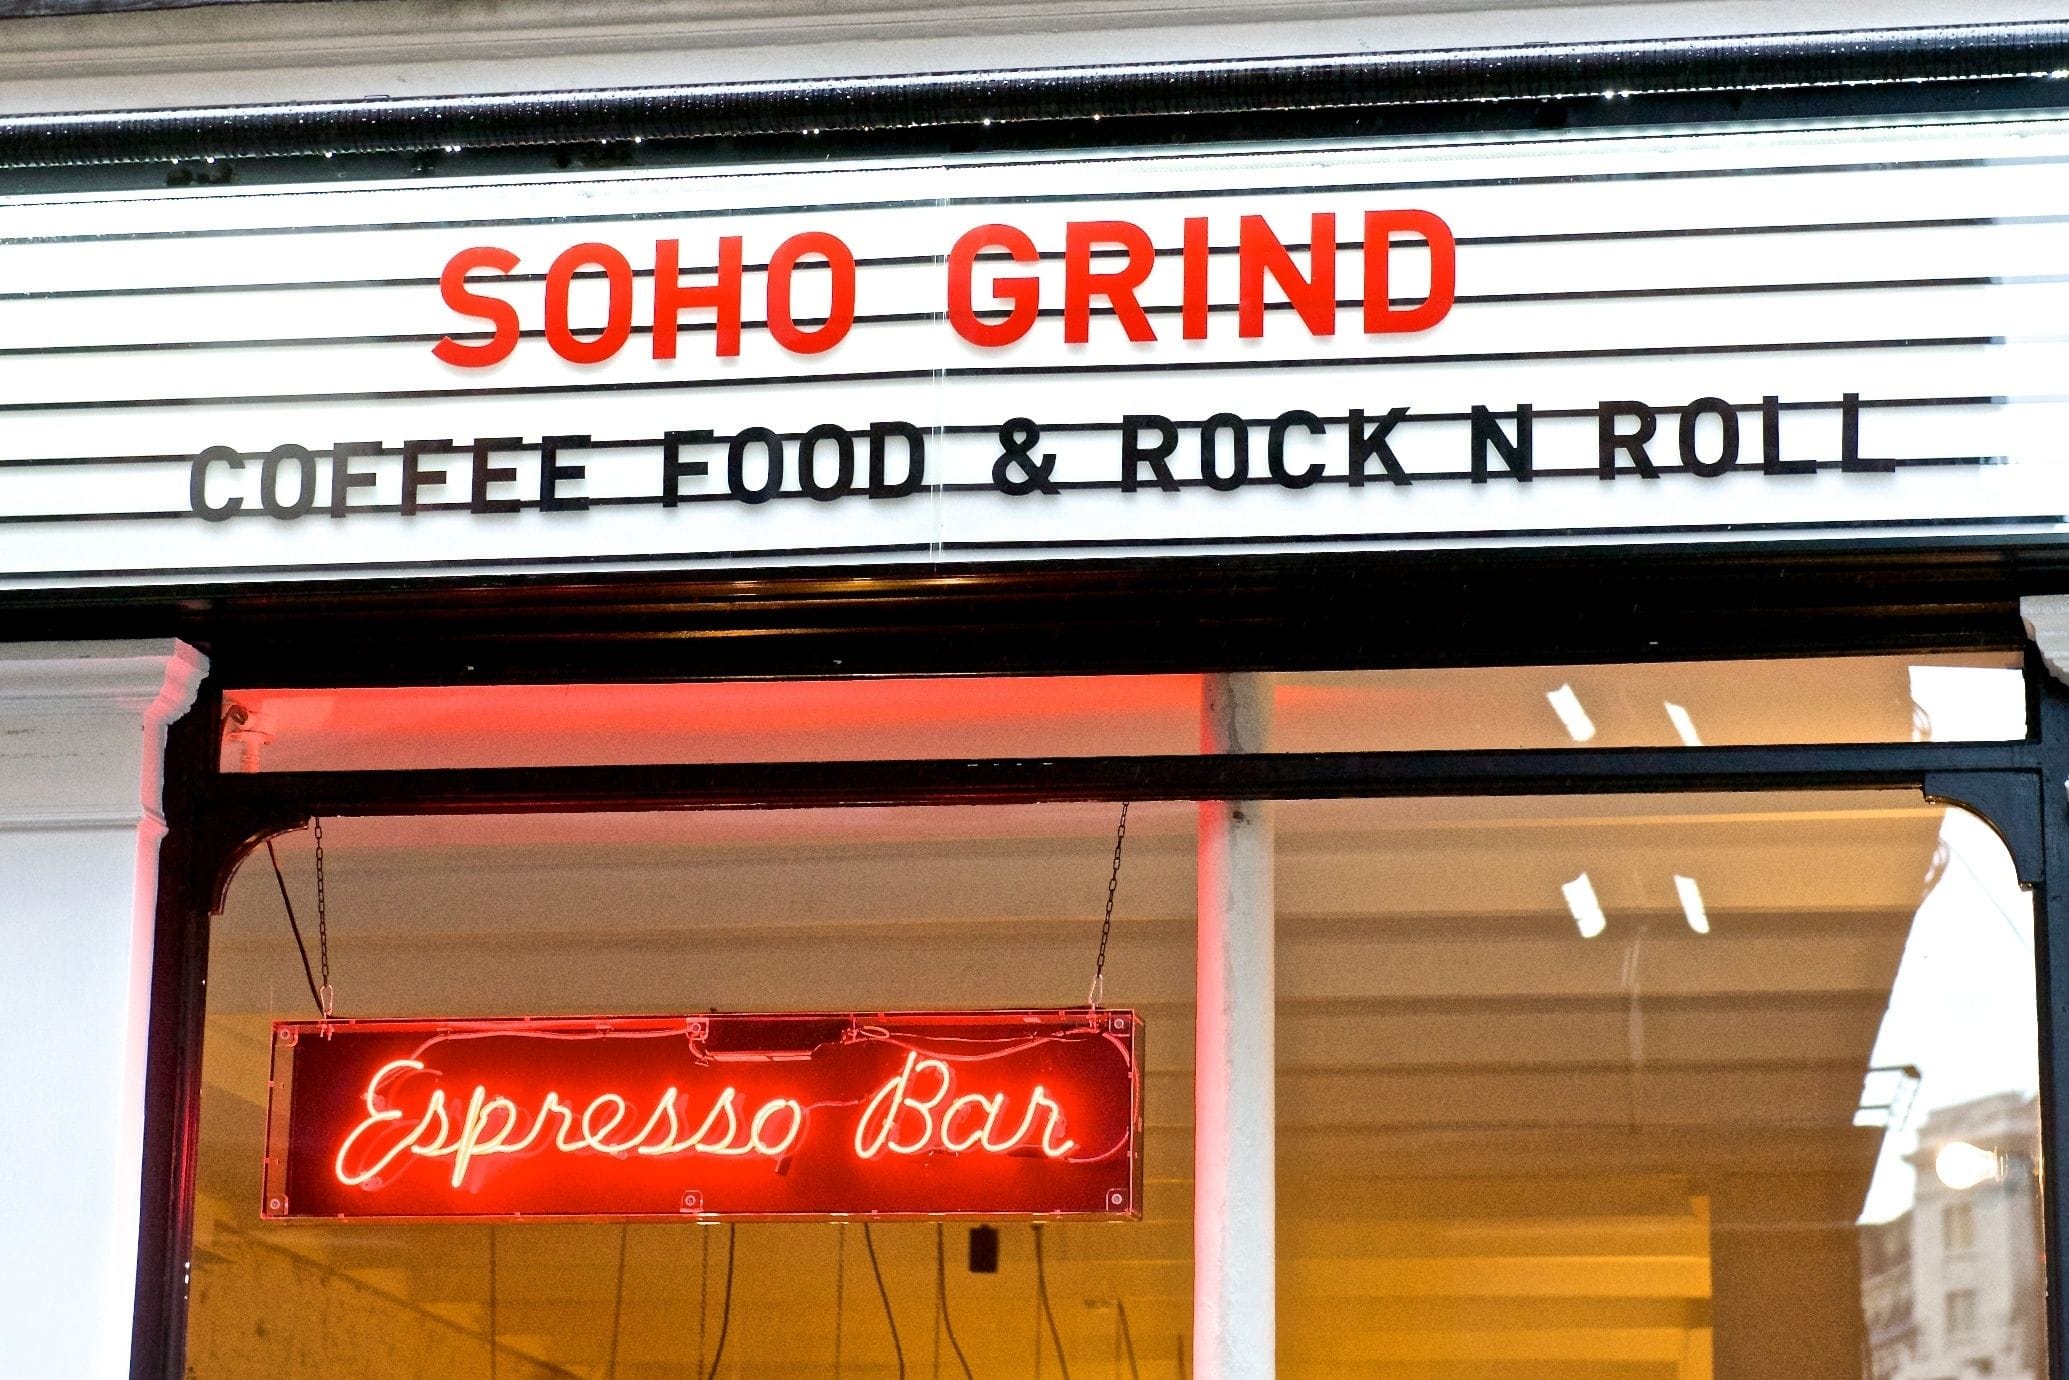 SOHO GRIND
COFFEE FOOD & ROCK N ROLL
Espresso Bar